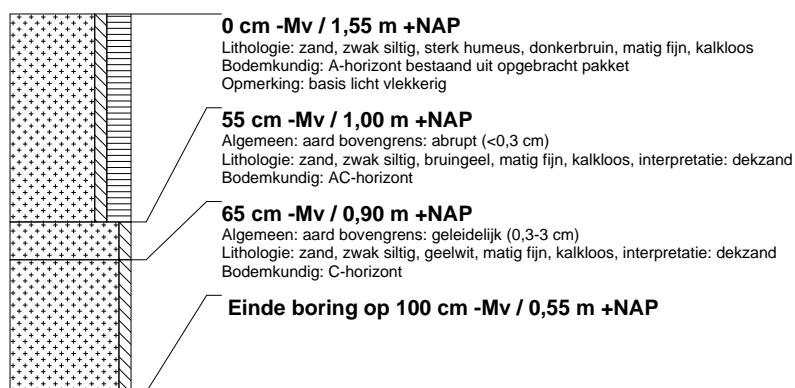 0 cm -Mv / 1,55 m +NAP
Lithologie: zand, zwak siltig, sterk humeus, donkerbruin, matig fijn, kalkloos
Bodemkundig: A-horizont bestaand uit opgebracht pakket
Opmerking: basis licht vlekkerig
55 cm -Mv / 1,00 m +NAP
Algemeen: aard bovengrens: abrupt (<0,3 cm)
Lithologie: zand, zwak siltig, bruingeel, matig fijn, kalkloos, interpretatie: dekzand
Bodemkundig: AC-horizont
65 cm -Mv / 0,90 m +NAP
Algemeen: aard bovengrens: geleidelijk (0,3-3 cm)
Lithologie: zand, zwak siltig, geelwit, matig fijn, kalkloos, interpretatie: dekzand
Bodemkundig: C-horizont
Einde boring op 100 cm -Mv / 0,55 m +NAP